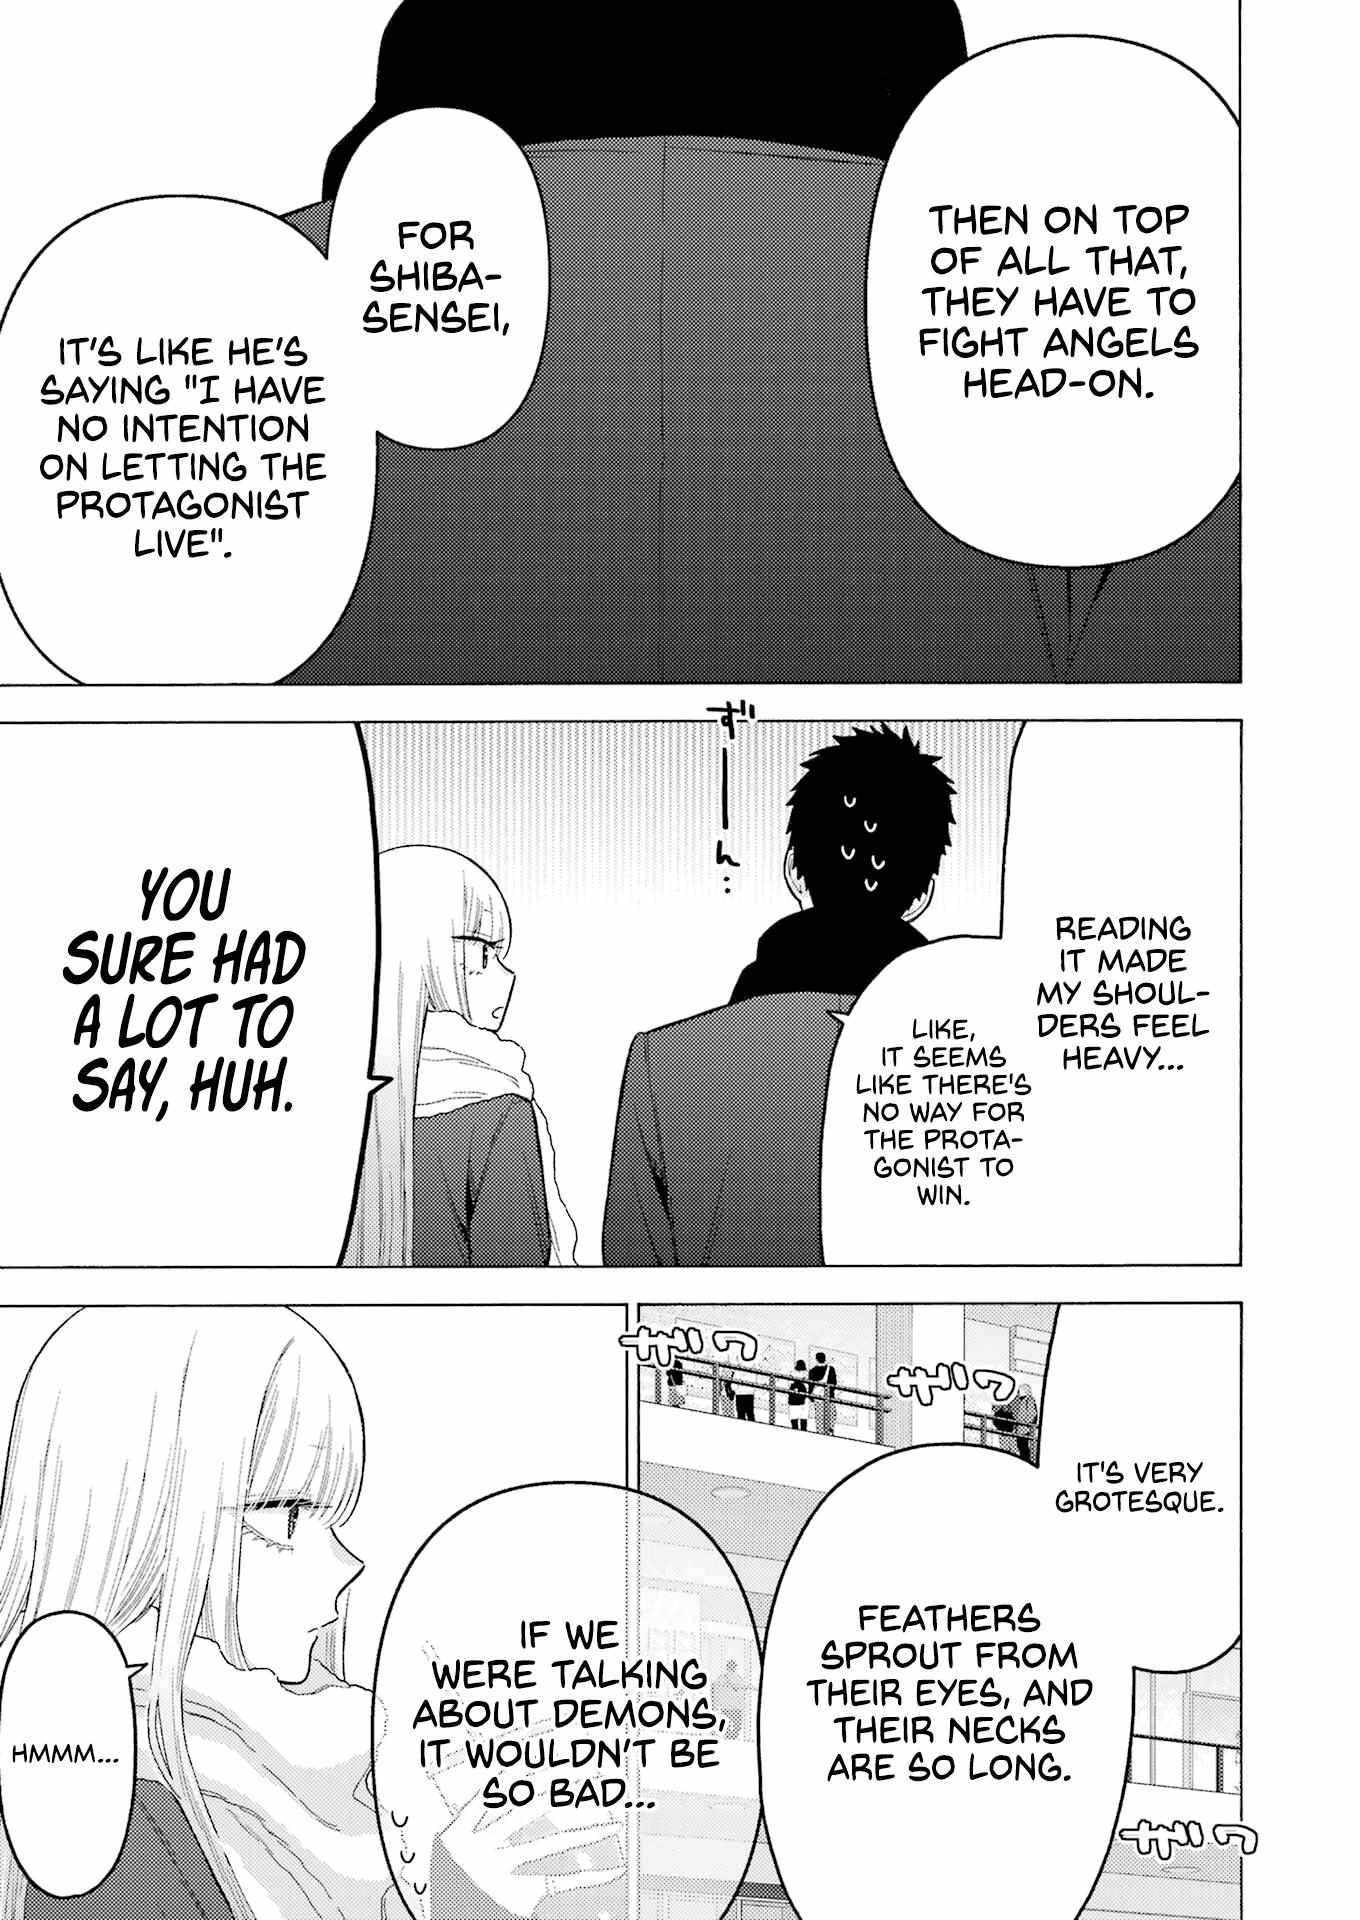 THEN ON TOP
OF ALL THAT,
THEY HAVE TO
FIGHT ANGELS
HEAD-ON.
FOR
SHIBA-
SENSEI,
IT'S LIKE HE'S
SAYING "I HAVE
NO INTENTION
ON LETTING THE
PROTAGONIST
LIVE".
READING
IT MADE
MY SHOUL-
DERS FEEL
HEAVY...
LIKE,
IT SEEMS
LIKE THERE'S
NO WAY FOR
THE PROTA-
GONIST TO
WIN.
ずーん…
YOU
SURE HAD
A LOT TO
SAY, HUH.
ザワ
ザワ
IT'S VERY
GROTESQUE.
FEATHERS
SPROUT FROM
THEIR EYES, AND
THEIR NECKS
ARE SO LONG.
ザワ
IF WE
WERE TALKING
ABOUT DEMONS,
IT WOULDN'T BE
SO BAD...
HMMM...